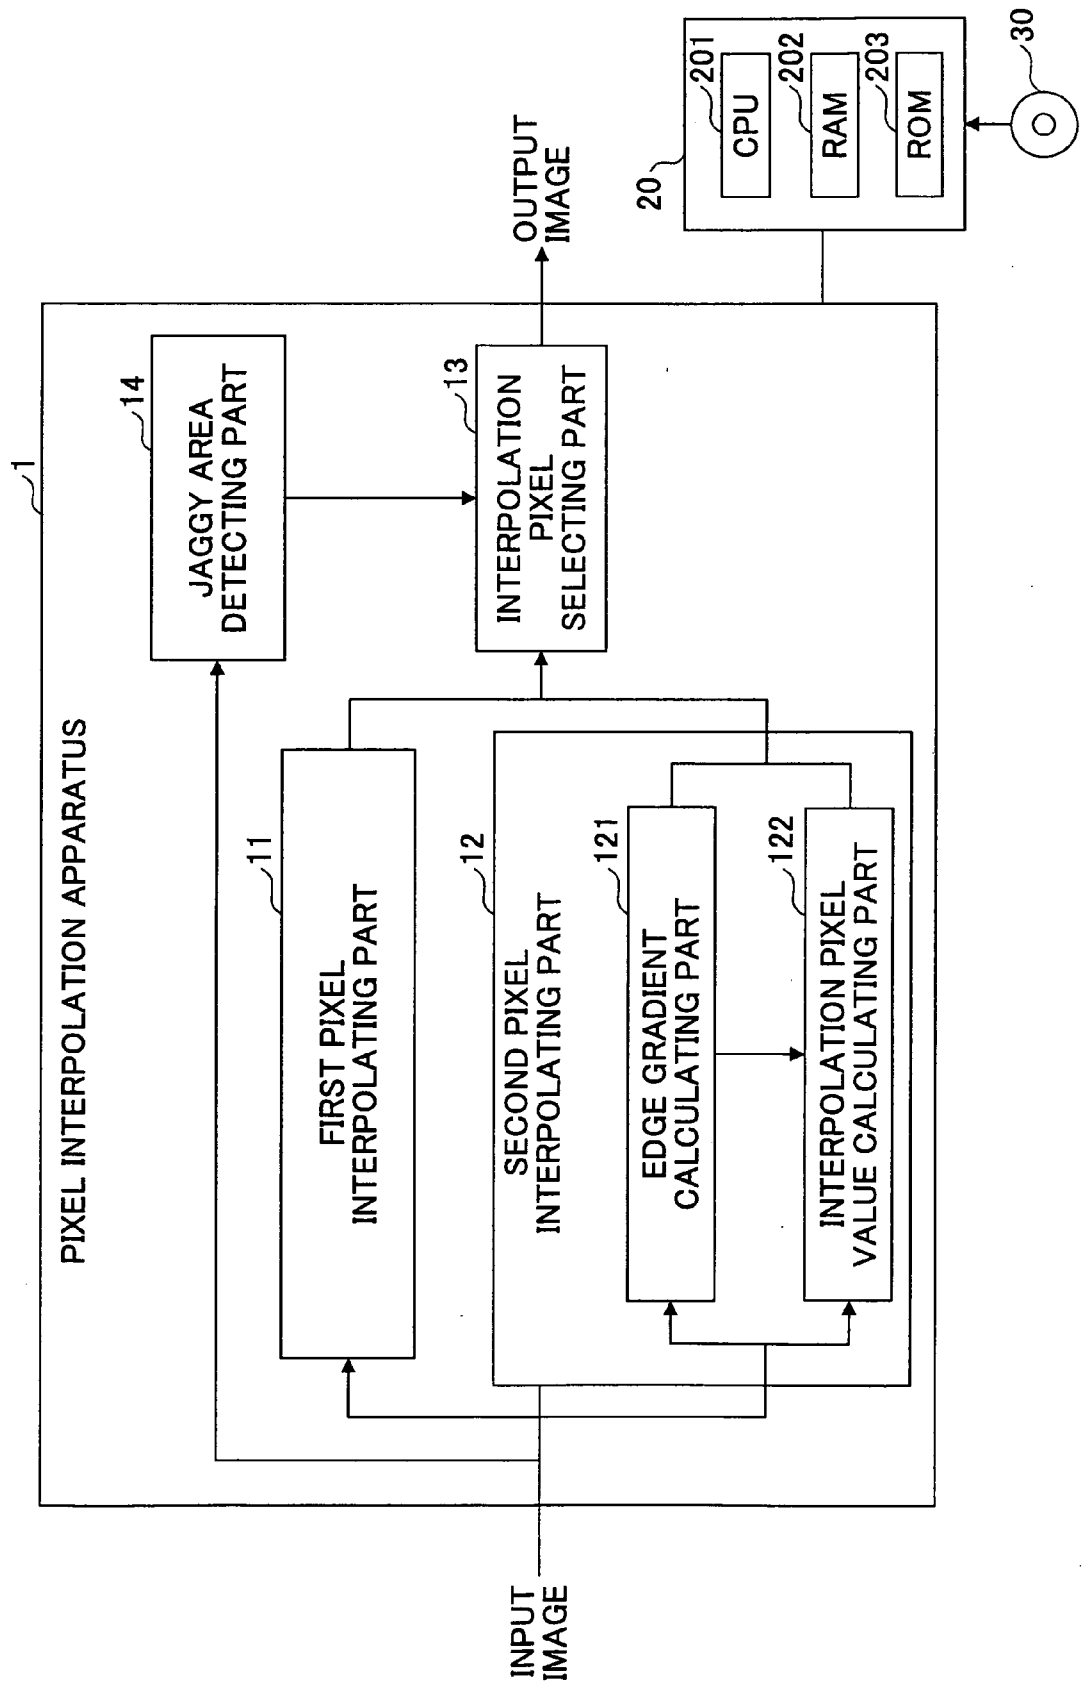 PIXEL INTERPOLATION APPARATUS
1
INPUT
IMAGE
FIRST PIXEL
INTERPOLATING PART
11
SECOND PIXEL
INTERPOLATING PART
12
EDGE GRADIENT
CALCULATING PART
121
INTERPOLATION PIXEL
VALUE CALCULATING PART
122
JAGGY AREA
DETECTING PART
14
INTERPOLATION
PIXEL
SELECTING PART
13
OUTPUT
IMAGE
20
CPU
201
RAM
202
ROM
203
30